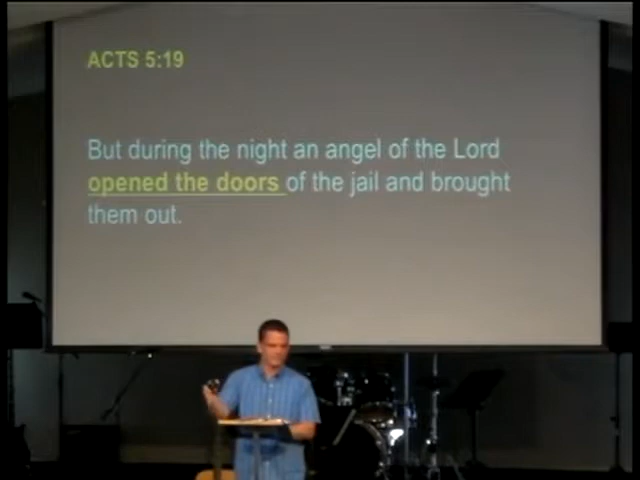 ACTS 5:19
But during the night an angel of the Lord
opened the doors of the jail and brought
them out.